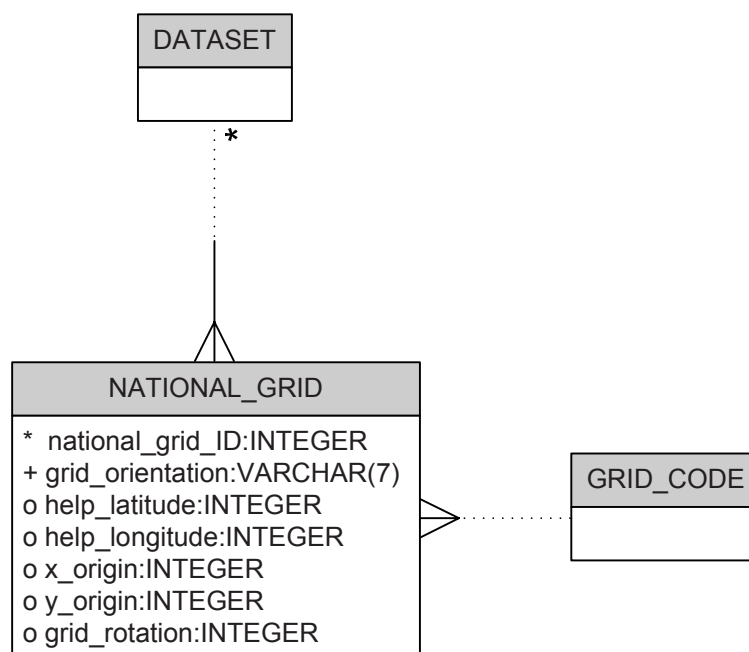 DATASET
*
NATIONAL_GRID
* national_grid_ID:INTEGER
+ grid_orientation:VARCHAR(7)
o help_latitude:INTEGER
o help_longitude:INTEGER
o x_origin:INTEGER
o y_origin:INTEGER
o grid_rotation:INTEGER
GRID_CODE